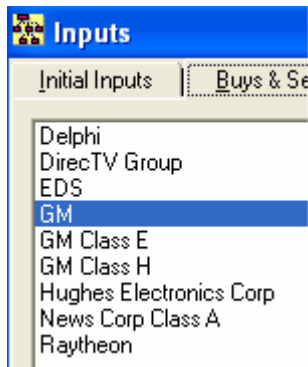 Inputs
Initial Inputs Buys & Se
Delphi
DirecTV Group
EDS
GM
GM Class E
GM Class H
Hughes Electronics Corp
News Corp Class A
Raytheon